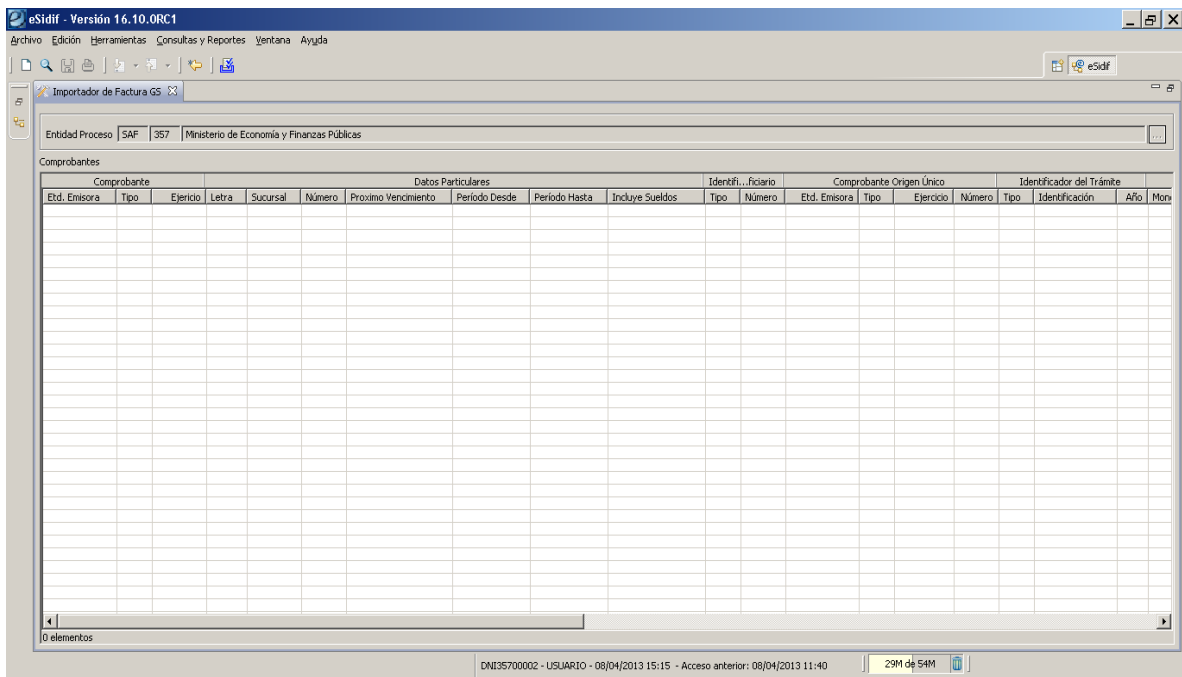 eSidif - Versión 16.10.0RC1
Archivo Edición Herramientas Consultas y Reportes Ventana Ayuda
eSidif
Importador de Factura GS
Entidad Proceso SAF 357 Ministerio de Economía y Finanzas Públicas ...
Comprobantes
Comprobante Datos Particulares Identifi...ficiario Comprobante Origen Único Identificador del Trámite
Etd. Emisora Tipo Ejericio Letra Sucursal Número Proximo Vencimiento Período Desde Período Hasta Incluye Sueldos Tipo Número Etd. Emisora Tipo Ejercicio Número Tipo Identificación Año Mon
0 elementos
DNI35700002 - USUARIO - 08/04/2013 15:15 - Acceso anterior: 08/04/2013 11:40 29M de 54M